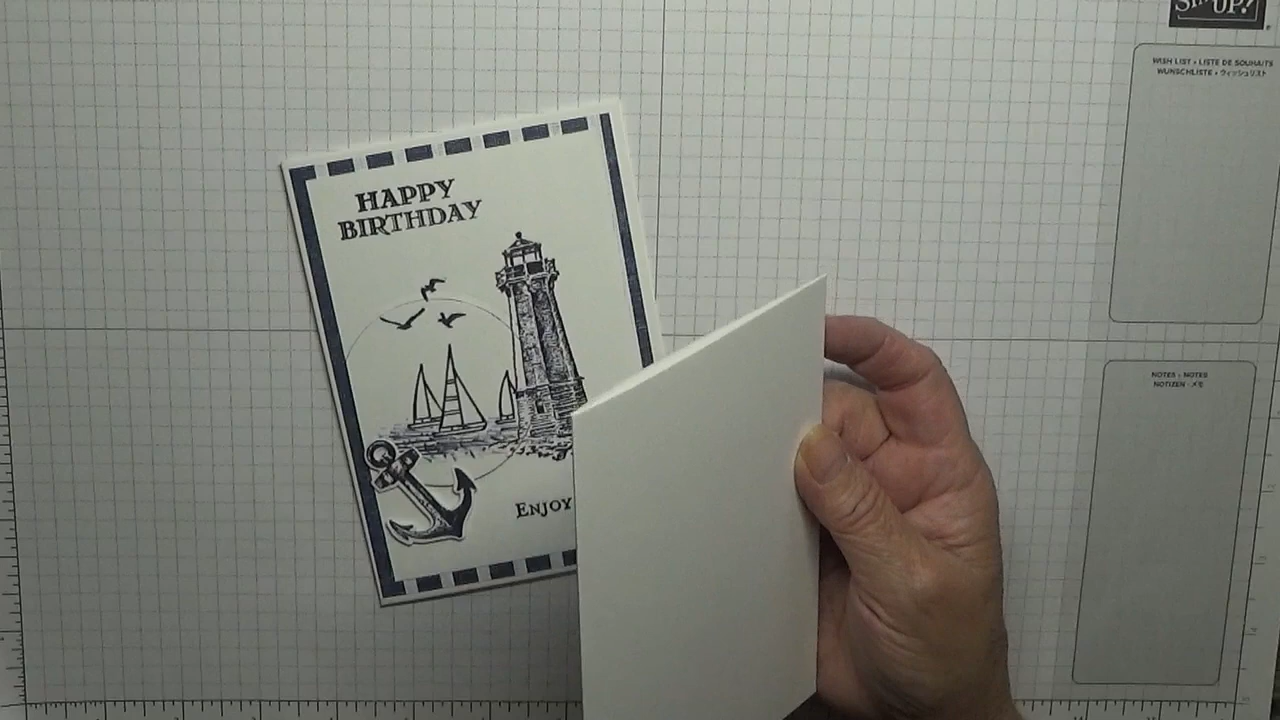 UP!
WISH LIST • LISTE DE SOUHAITS
WUNSCHLISTE • ウィッシュリスト
HAPPY
BIRTHDAY
NOTES • NOTES
NOTIZEN • メモ
ENJOY